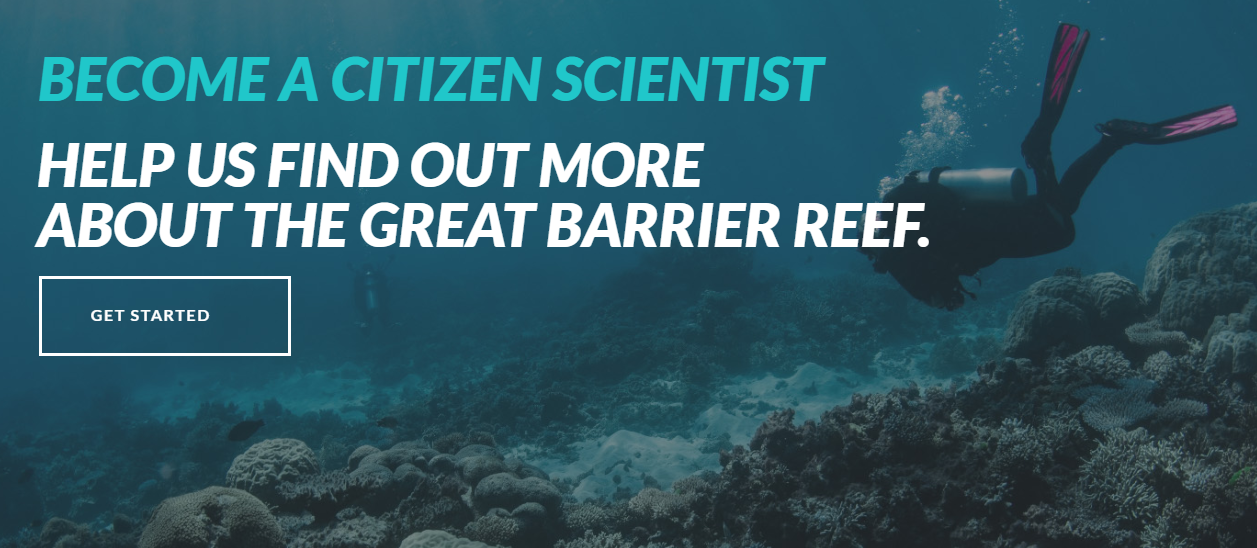 BECOME A CITIZEN SCIENTIST
HELP US FIND OUT MORE
ABOUT THE GREAT BARRIER REEF.
GET STARTED